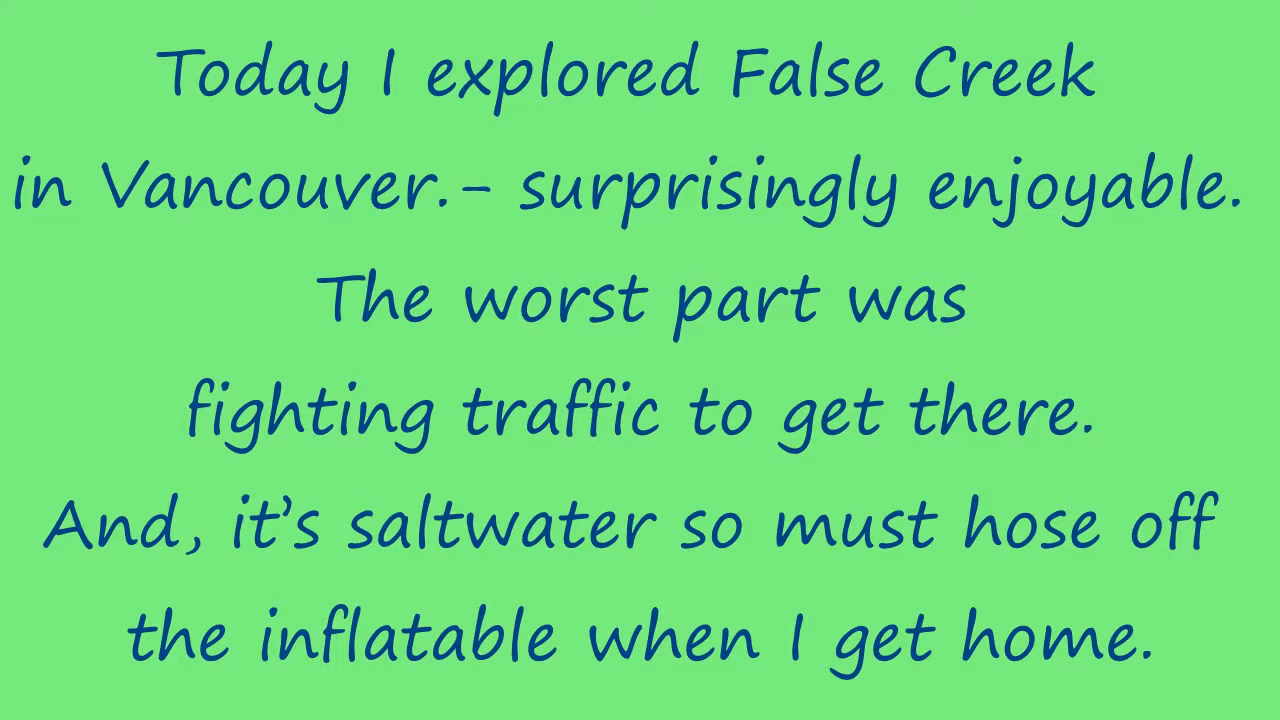 Today I explored False Creek
in Vancouver.- surprisingly enjoyable.
The worst part was
fighting traffic to get there.
And, it’s saltwater so must hose off
the inflatable when I get home.